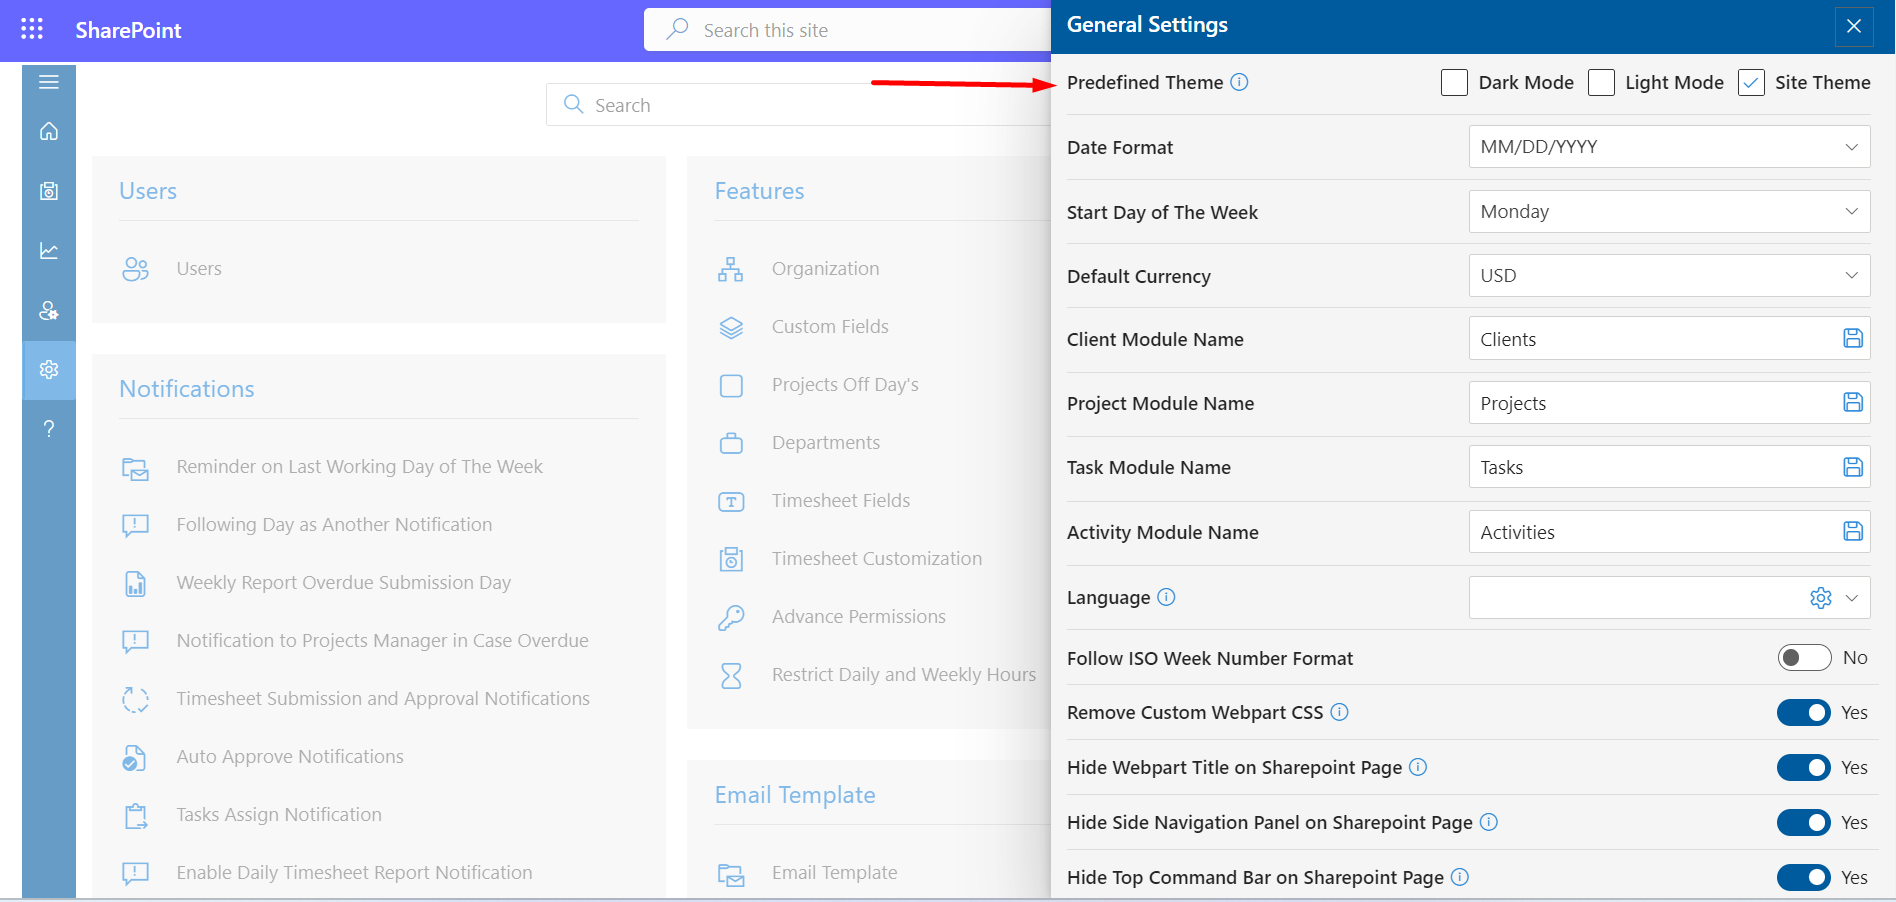 SharePoint
Search this site
Search
Users
Users
Notifications
Reminder on Last Working Day of The Week
Following Day as Another Notification
Weekly Report Overdue Submission Day
Notification to Projects Manager in Case Overdue
Timesheet Submission and Approval Notifications
Auto Approve Notifications
Tasks Assign Notification
Enable Daily Timesheet Report Notification
Features
Organization
Custom Fields
Projects Off Day's
Departments
Timesheet Fields
Timesheet Customization
Advance Permissions
Restrict Daily and Weekly Hours
Email Template
Email Template
General Settings
Predefined Theme Dark Mode Light Mode Site Theme
Date Format MM/DD/YYYY
Start Day of The Week Monday
Default Currency USD
Client Module Name Clients
Project Module Name Projects
Task Module Name Tasks
Activity Module Name Activities
Language
Follow ISO Week Number Format No
Remove Custom Webpart CSS Yes
Hide Webpart Title on Sharepoint Page Yes
Hide Side Navigation Panel on Sharepoint Page Yes
Hide Top Command Bar on Sharepoint Page Yes